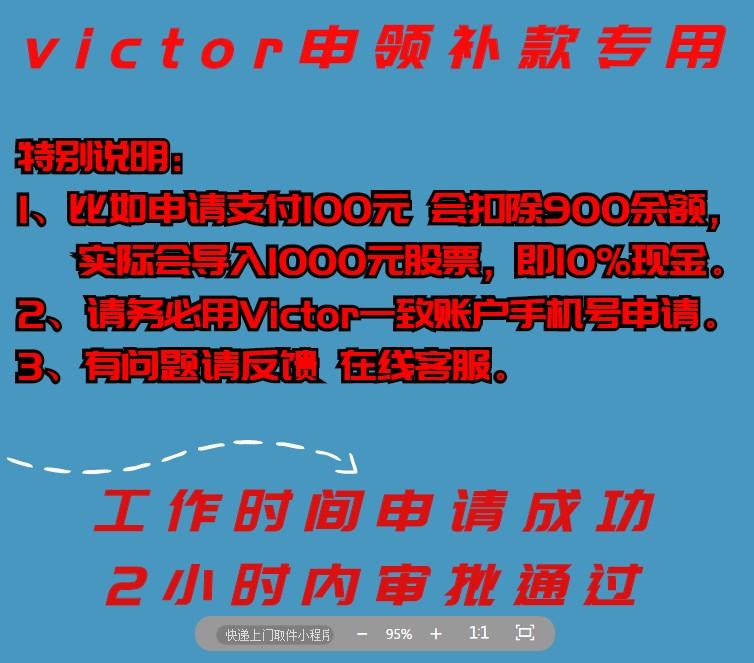 victor申领补款专用
特别说明:
1、比如申请支付100元 会扣除900余额,
实际会导入1000元股票, 即10%现金。
2、请务必用Victor一致账户手机号申请。
3、有问题请反馈 在线客服。
工作时间申请成功
2小时内审批通过
快递上门取件小程序 − 95% + 1:1